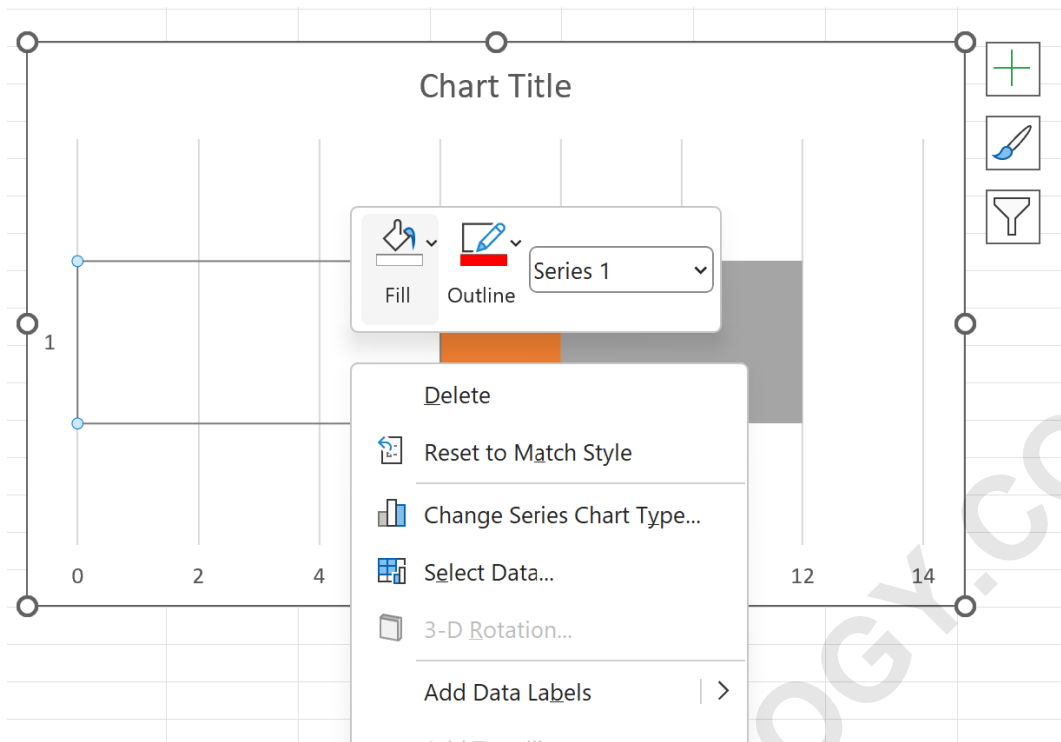 Chart Title
Series 1
Fill Outline
1
Delete
Reset to Match Style
Change Series Chart Type...
Select Data...
0 2 4 12 14
3-D Rotation...
Add Data Labels